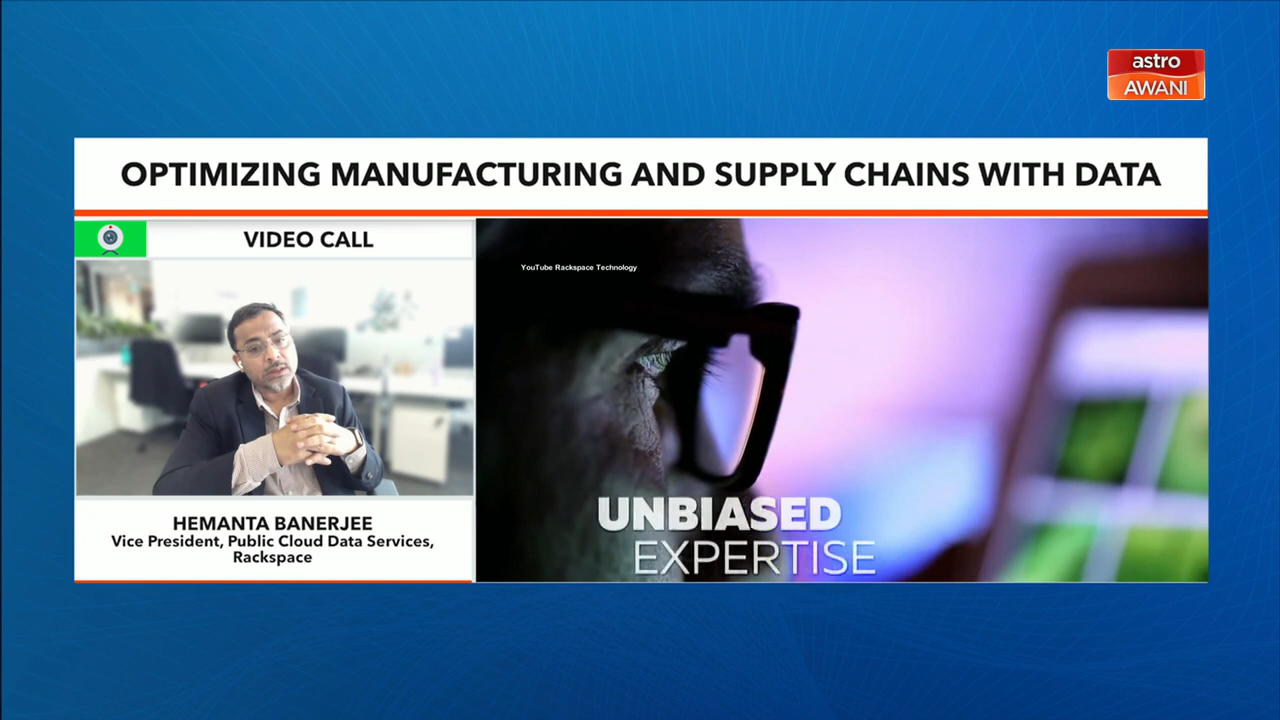 astro
AWANI
OPTIMIZING MANUFACTURING AND SUPPLY CHAINS WITH DATA
VIDEO CALL
YouTube Rackspace Technology
UNBIASED
EXPERTISE
HEMANTA BANERJEE
Vice President, Public Cloud Data Services,
Rackspace